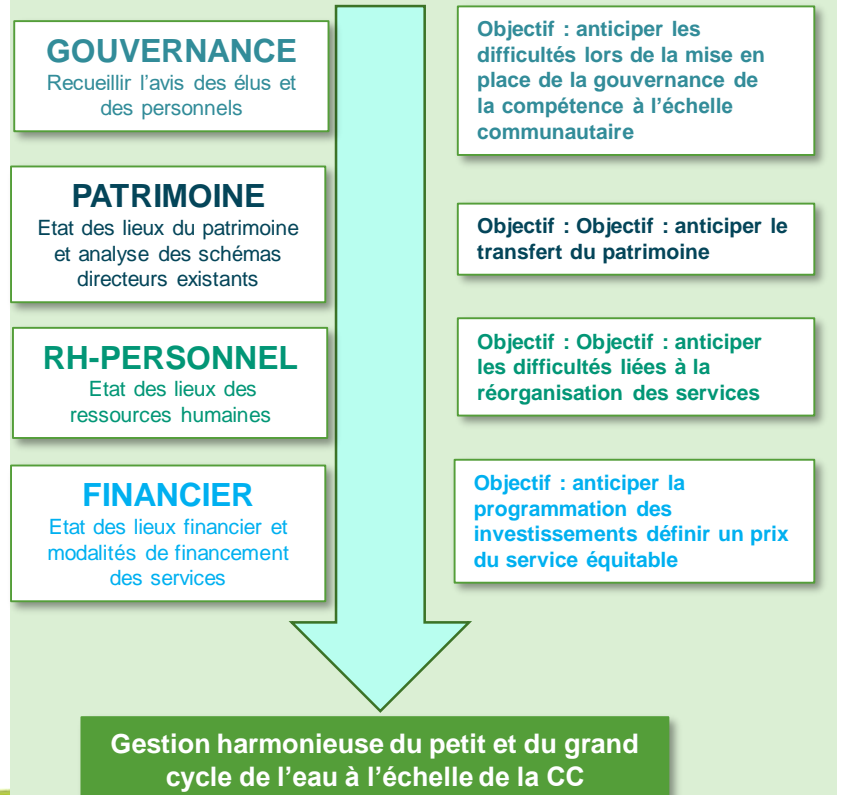 GOUVERNANCE
Recueillir l'avis des élus et
des personnels
Objectif : anticiper les
difficultés lors de la mise en
place de la gouvernance de
la compétence à l'échelle
communautaire
PATRIMOINE
Etat des lieux du patrimoine
et analyse des schémas
directeurs existants
Objectif : Objectif : anticiper le
transfert du patrimoine
RH-PERSONNEL
Etat des lieux des
ressources humaines
Objectif : Objectif : anticiper
les difficultés liées à la
réorganisation des services
FINANCIER
Etat des lieux financier et
modalités de financement
des services
Objectif : anticiper la
programmation des
investissements définir un prix
du service équitable
Gestion harmonieuse du petit et du grand
cycle de l'eau à l'échelle de la CC